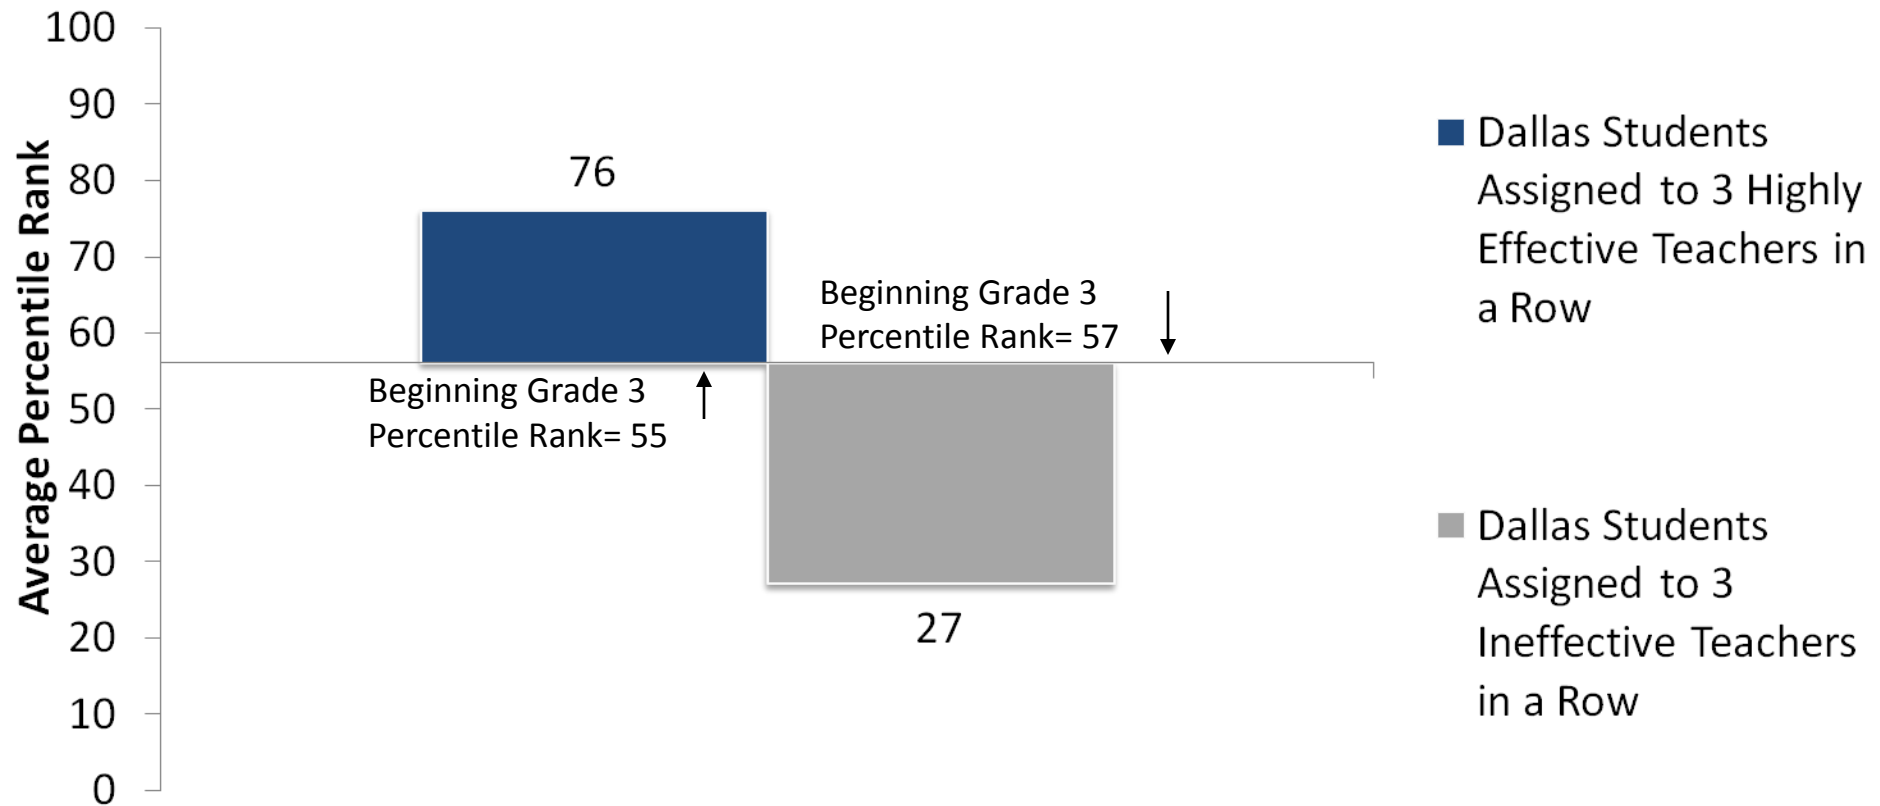 Average Percentile Rank
100
90
80
70
60
50
40
30
20
10
0
76
Beginning Grade 3
Percentile Rank= 55
Beginning Grade 3
Percentile Rank= 57
27
Dallas Students
Assigned to 3 Highly
Effective Teachers in
a Row
Dallas Students
Assigned to 3
Ineffective Teachers
in a Row